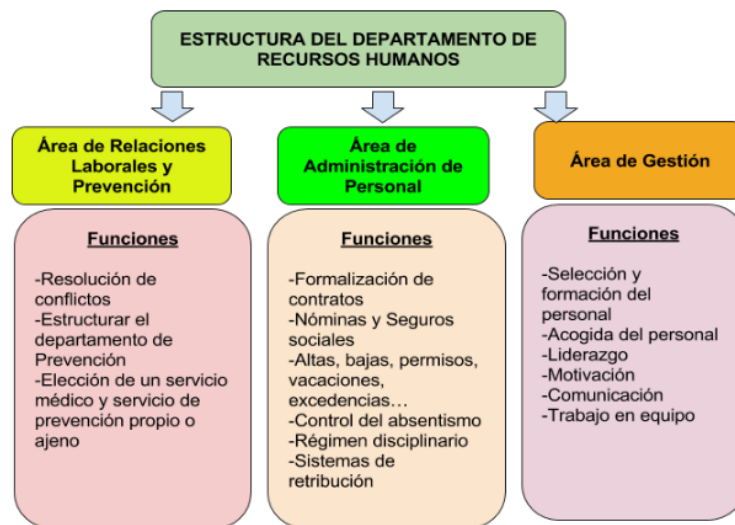 ESTRUCTURA DEL DEPARTAMENTO DE
RECURSOS HUMANOS
Área de Relaciones
Laborales y
Prevención
Funciones
-Resolución de
conflictos
-Estructurar el
departamento de
Prevención
-Elección de un servicio
médico y servicio de
prevención propio o
ajeno
Área de
Administración de
Personal
Funciones
-Formalización de
contratos
-Nóminas y Seguros
sociales
-Altas, bajas, permisos,
vacaciones,
excedencias…
-Control del absentismo
-Régimen disciplinario
-Sistemas de
retribución
Área de Gestión
Funciones
-Selección y
formación del
personal
-Acogida del personal
-Liderazgo
-Motivación
-Comunicación
-Trabajo en equipo